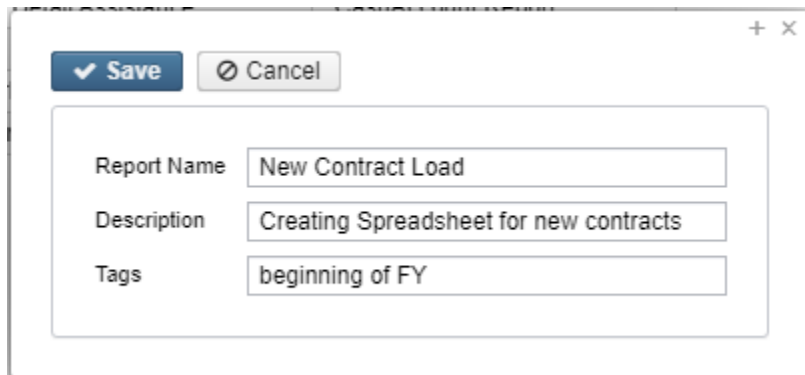 Save Cancel
Report Name New Contract Load
Description Creating Spreadsheet for new contracts
Tags beginning of FY